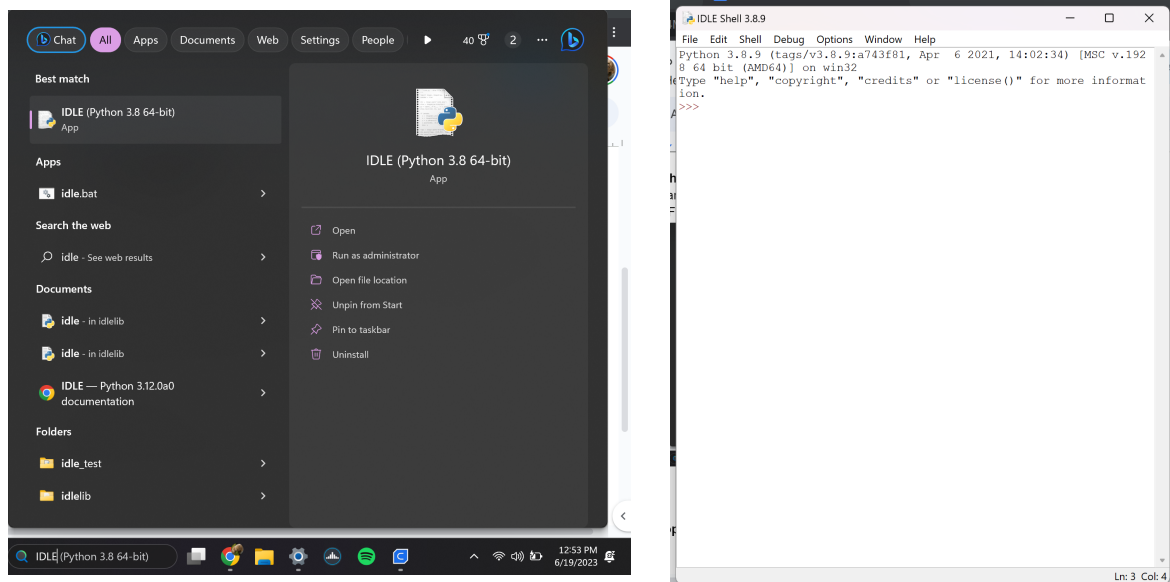 Chat
All
Apps
Documents
Web
Settings
People
40
2
Best match
IDLE (Python 3.8 64-bit)
App
Apps
idle.bat
Search the web
idle - See web results
Documents
idle - in idlelib
idle - in idlelib
IDLE — Python 3.12.0a0
documentation
Folders
idle_test
idlelib
IDLE (Python 3.8 64-bit)
App
Open
Run as administrator
Open file location
Unpin from Start
Pin to taskbar
Uninstall
IDLE (Python 3.8 64-bit)
12:53 PM
6/19/2023
IDLE Shell 3.8.9
File Edit Shell Debug Options Window Help
Python 3.8.9 (tags/v3.8.9:a743f81, Apr  6 2021, 14:02:34) [MSC v.192
8 64 bit (AMD64)] on win32
Type "help", "copyright", "credits" or "license()" for more informat
ion.
>>>
Ln: 3 Col: 4